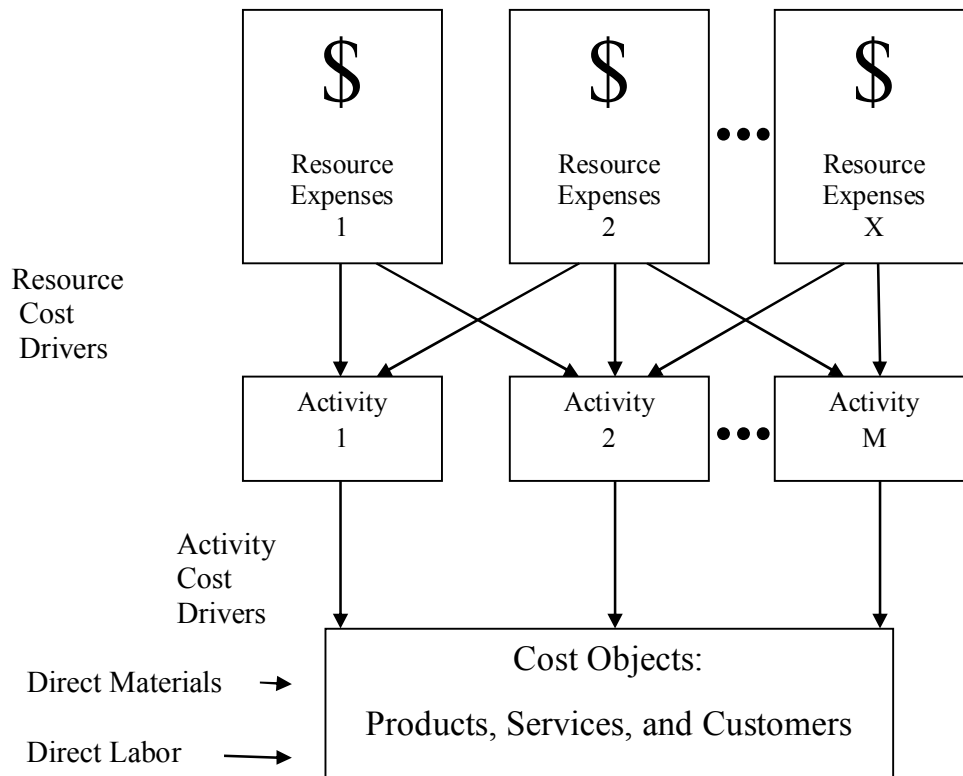 $
Resource
Expenses
1
$
Resource
Expenses
2
$
Resource
Expenses
X
Resource
Cost
Drivers
Activity
1
Activity
2
Activity
M
Activity
Cost
Drivers
Cost Objects:
Products, Services, and Customers
Direct Materials
Direct Labor